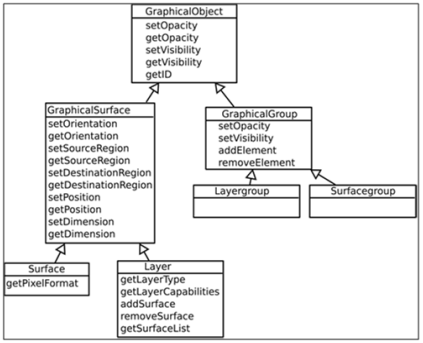 GraphicalObject
setOpacity
getOpacity
setVisibility
getVisibility
getID
GraphicalSurface
setOrientation
getOrientation
setSourceRegion
getSourceRegion
setDestinationRegion
getDestinationRegion
setPosition
getPosition
setDimension
getDimension
GraphicalGroup
setOpacity
setVisibility
addElement
removeElement
Layergroup
Surfacegroup
Surface
getPixelFormat
Layer
getLayerType
getLayerCapabilities
addSurface
removeSurface
getSurfaceList